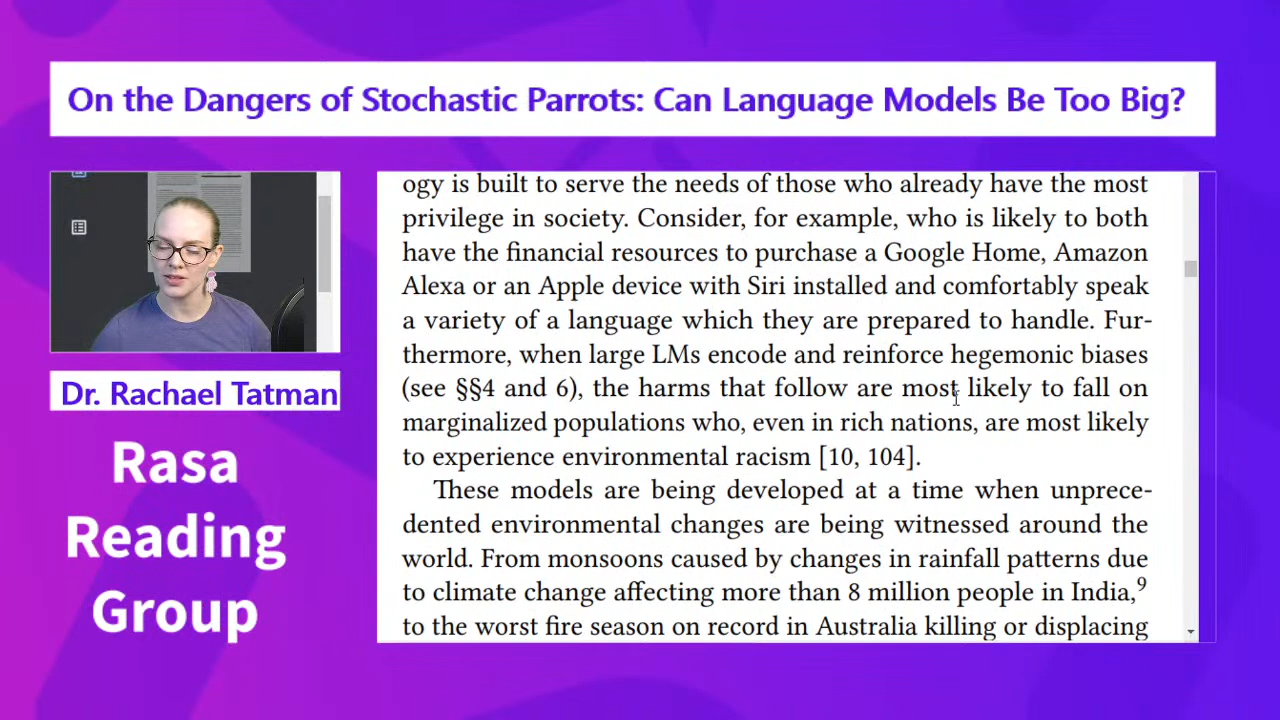 On the Dangers of Stochastic Parrots: Can Language Models Be Too Big?
Dr. Rachael Tatman
Rasa
Reading
Group
ogy is built to serve the needs of those who already have the most
privilege in society. Consider, for example, who is likely to both
have the financial resources to purchase a Google Home, Amazon
Alexa or an Apple device with Siri installed and comfortably speak
a variety of a language which they are prepared to handle. Fur-
thermore, when large LMs encode and reinforce hegemonic biases
(see §§4 and 6), the harms that follow are most likely to fall on
marginalized populations who, even in rich nations, are most likely
to experience environmental racism [10, 104].
These models are being developed at a time when unprece-
dented environmental changes are being witnessed around the
world. From monsoons caused by changes in rainfall patterns due
to climate change affecting more than 8 million people in India,⁹
to the worst fire season on record in Australia killing or displacing